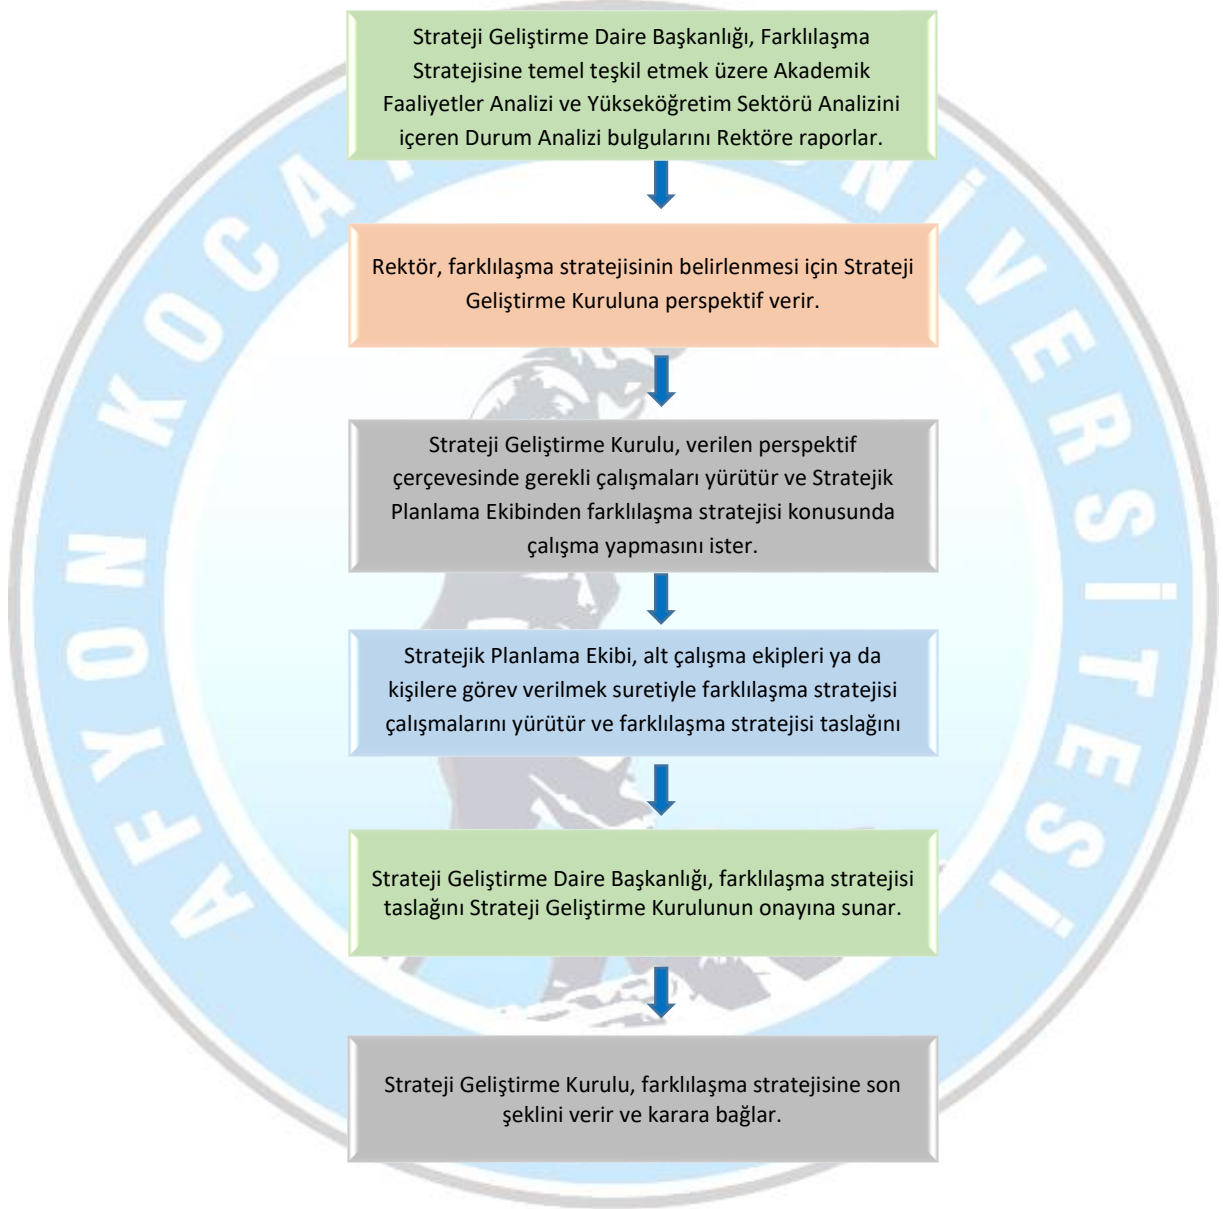 Strateji Geliştirme Daire Başkanlığı, Farklılaşma
Stratejisine temel teşkil etmek üzere Akademik
Faaliyetler Analizi ve Yükseköğretim Sektörü Analizini
içeren Durum Analizi bulgularını Rektöre raporlar.
Rektör, farklılaşma stratejisinin belirlenmesi için Strateji
Geliştirme Kuruluna perspektif verir.
Strateji Geliştirme Kurulu, verilen perspektif
çerçevesinde gerekli çalışmaları yürütür ve Stratejik
Planlama Ekibinden farklılaşma stratejisi konusunda
çalışma yapmasını ister.
Stratejik Planlama Ekibi, alt çalışma ekipleri ya da
kişilere görev verilmek suretiyle farklılaşma stratejisi
çalışmalarını yürütür ve farklılaşma stratejisi taslağını
Strateji Geliştirme Daire Başkanlığı, farklılaşma stratejisi
taslağını Strateji Geliştirme Kurulunun onayına sunar.
Strateji Geliştirme Kurulu, farklılaşma stratejisine son
şeklini verir ve karara bağlar.